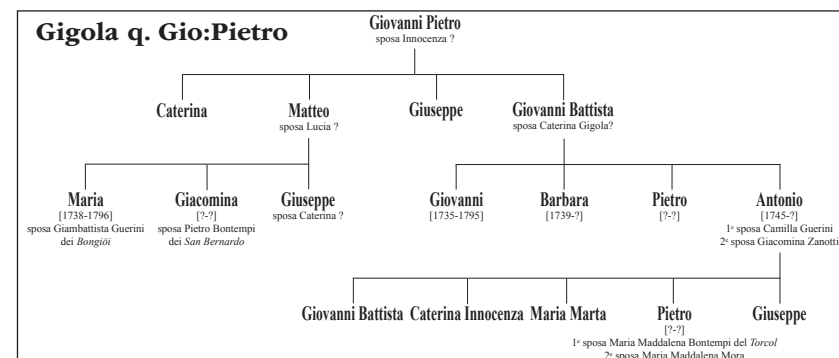 Gigola q. Gio:Pietro
Giovanni Pietro
sposa Innocenza ?
Caterina
Matteo
sposa Lucia ?
Giuseppe
Giovanni Battista
sposa Caterina Gigola?
Maria
[1738-1796]
sposa Giambattista Guerini
dei Bongiöi
Giacomina
[?-?]
sposa Pietro Bontempi
dei San Bernardo
Giuseppe
sposa Caterina ?
Giovanni
[1735-1795]
Barbara
[1739-?]
Pietro
[?-?]
Antonio
[1745-?]
1ª sposa Camilla Guerini
2ª sposa Giacomina Zanotti
Giovanni Battista
Caterina Innocenza
Maria Marta
Pietro
[?-?]
1ª sposa Maria Maddalena Bontempi del Torcol
2ª sposa Maria Maddalena Mora
Giuseppe